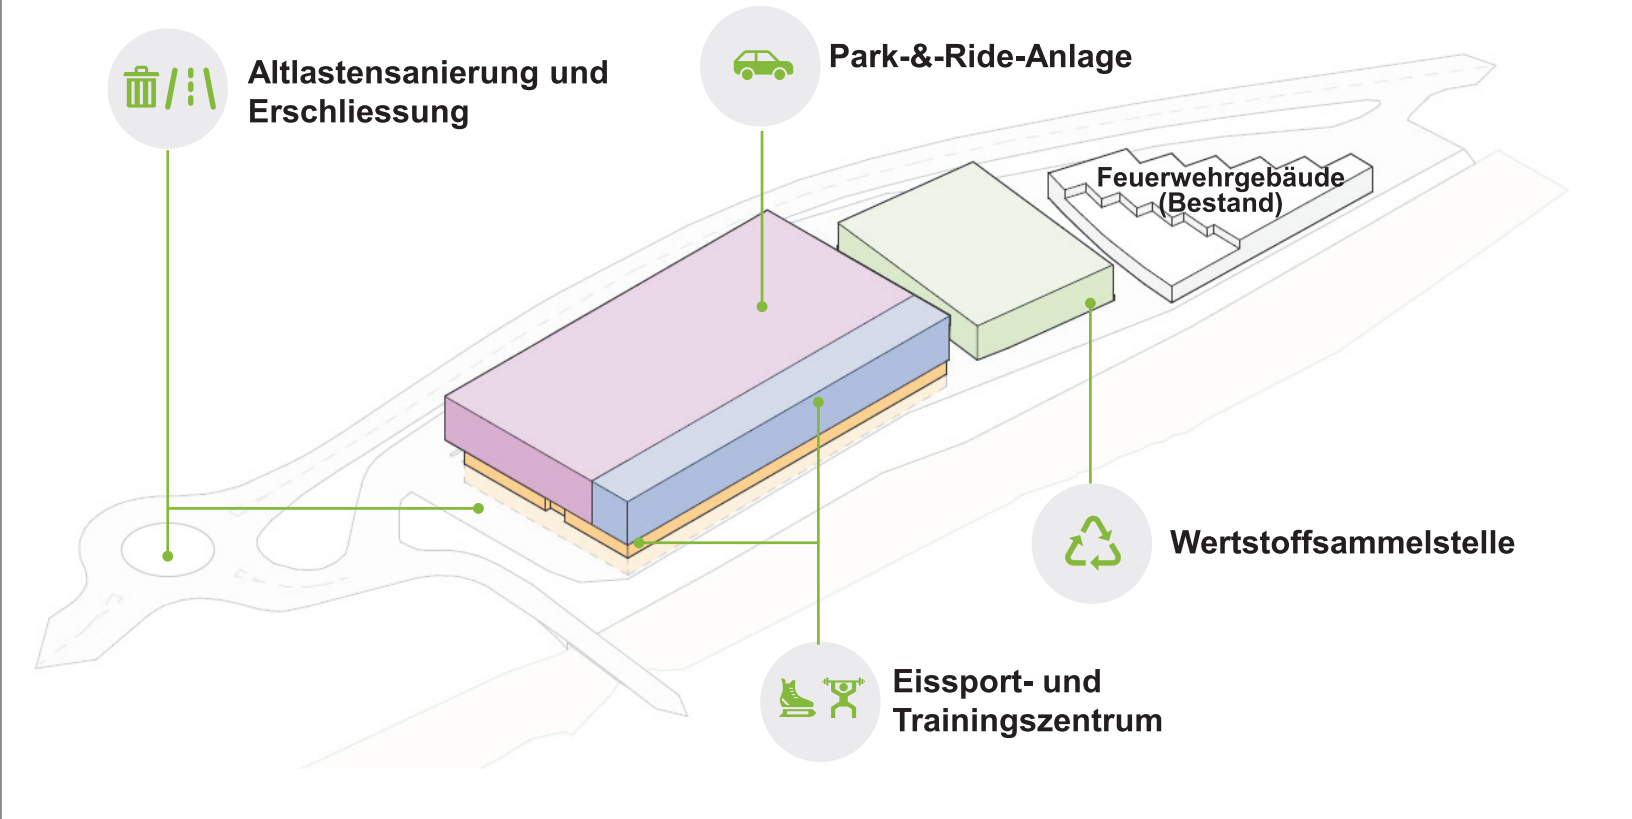 Altlastensanierung und
Erschliessung
Park-&-Ride-Anlage
Feuerwehrgebäude
(Bestand)
Wertstoffsammelstelle
Eissport- und
Trainingszentrum